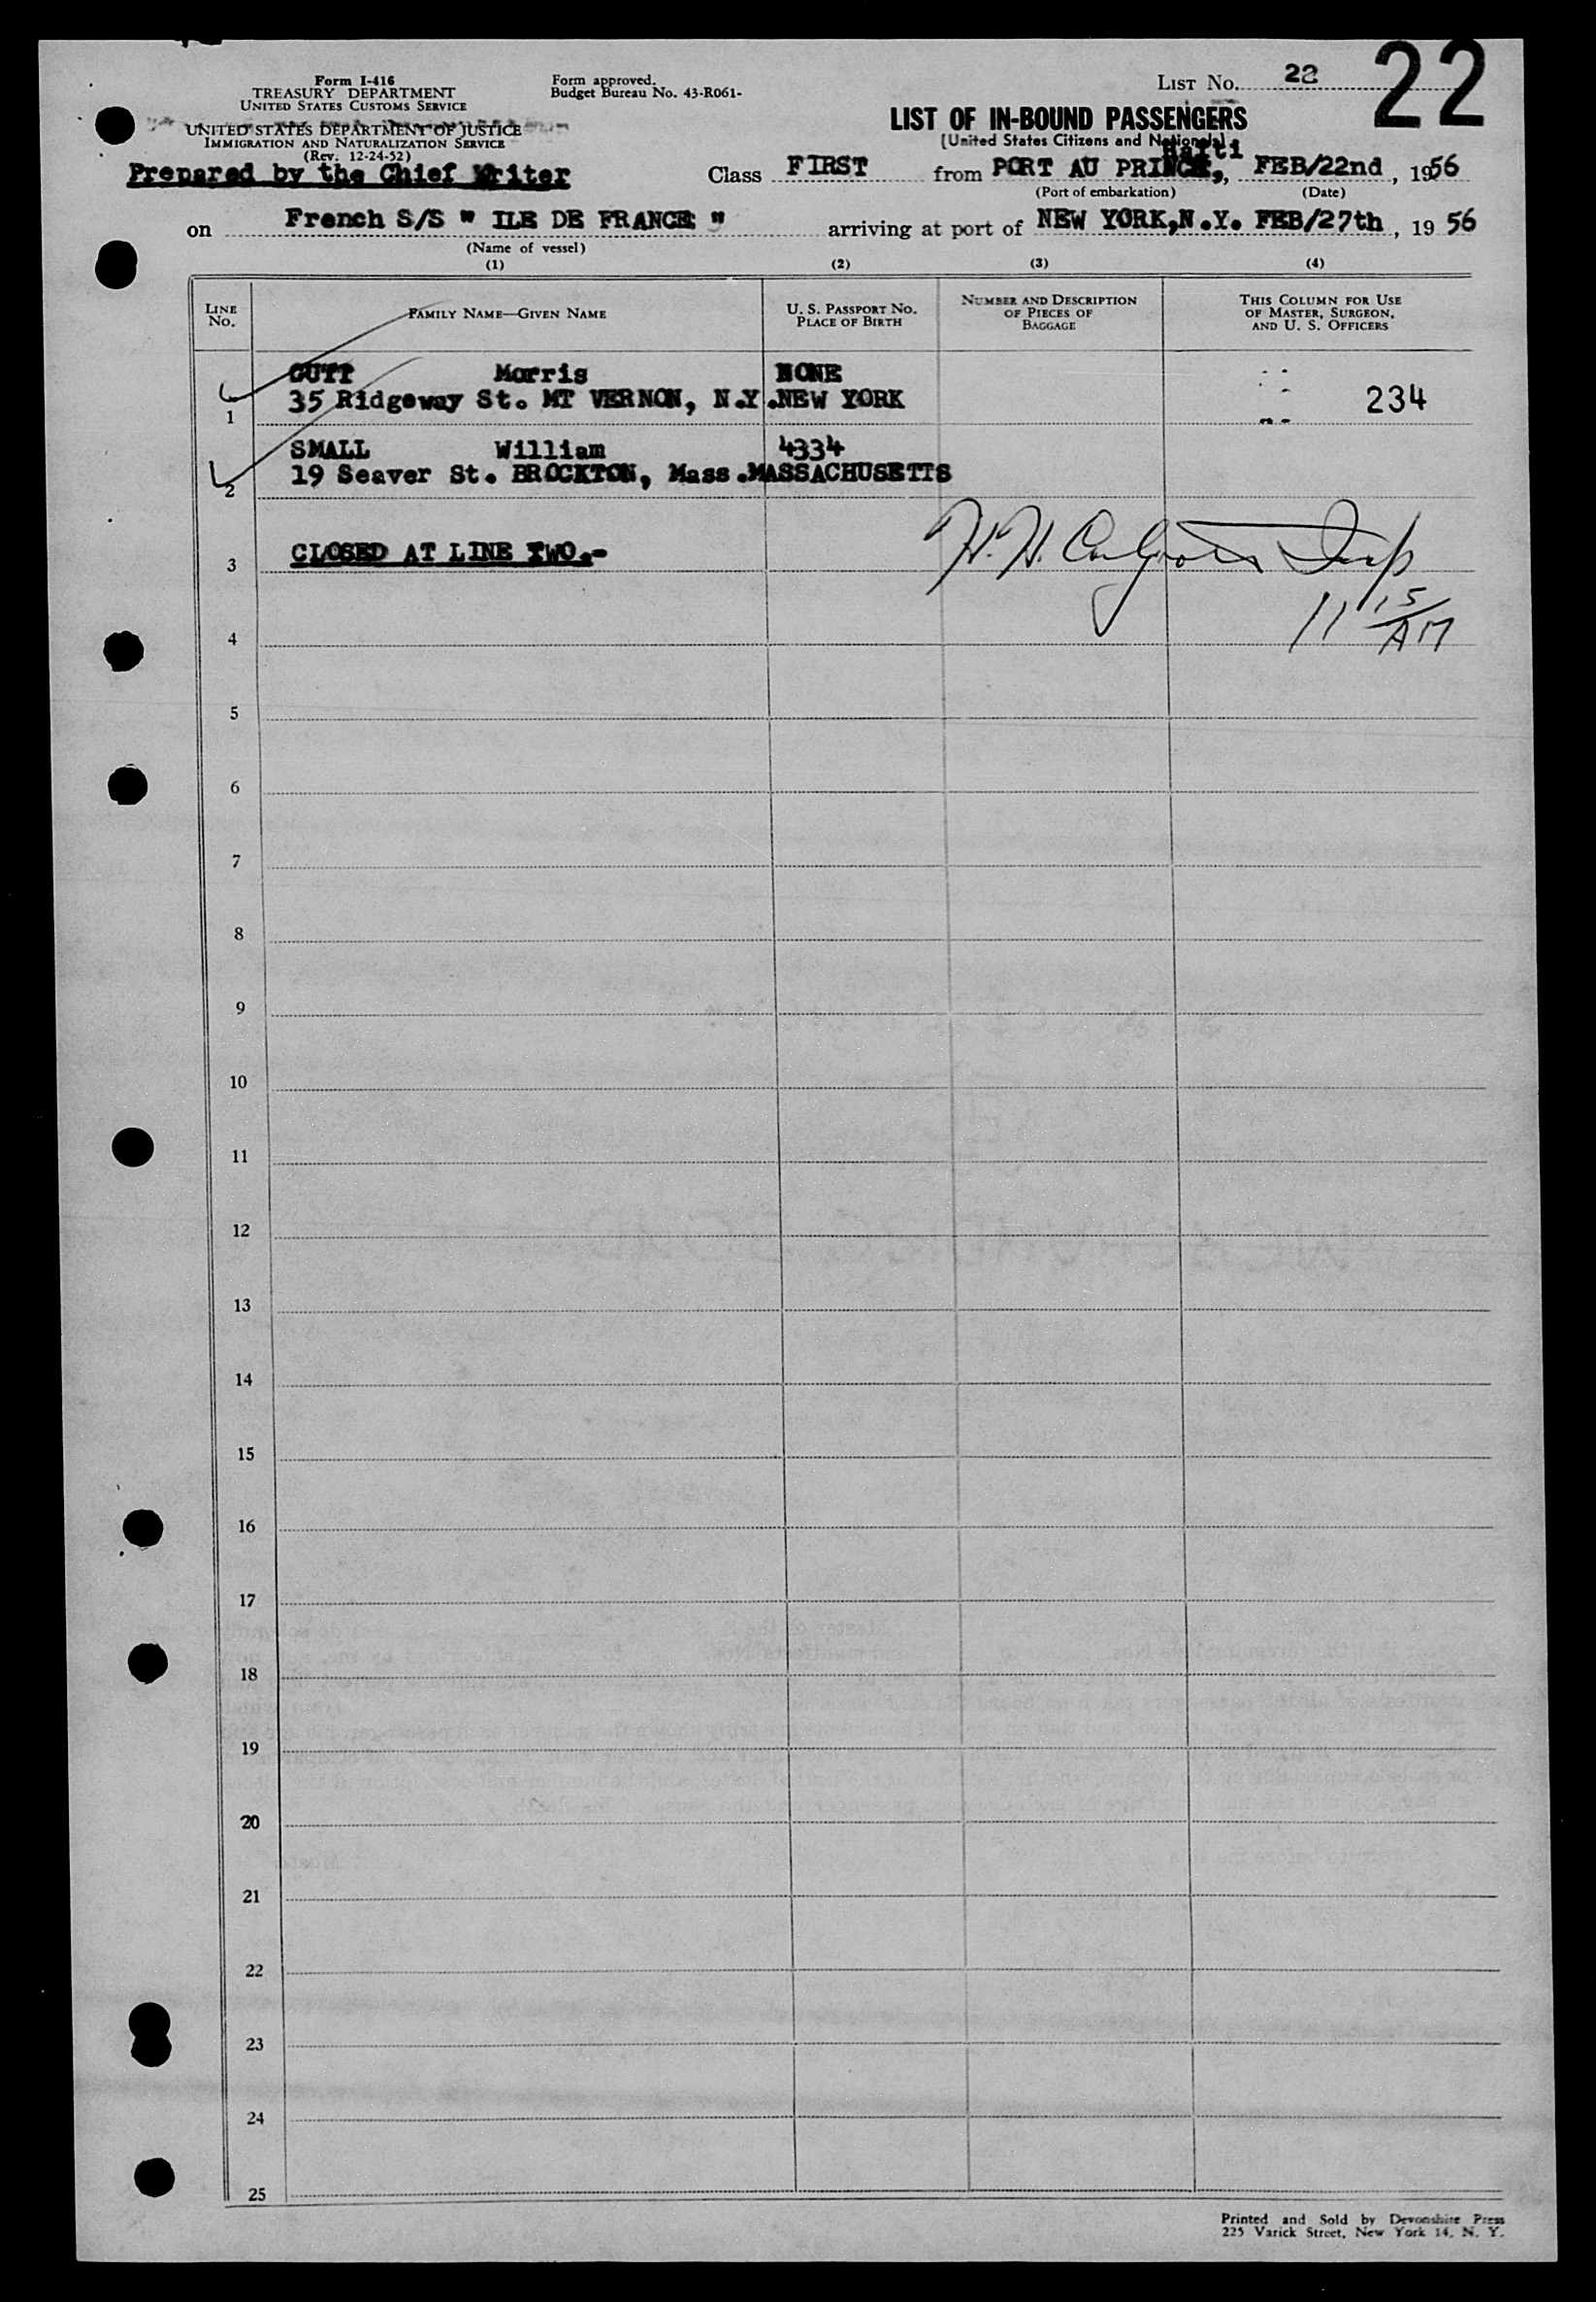 Form I-416
TREASURY DEPARTMENT
UNITED STATES CUSTOMS SERVICE
UNITED STATES DEPARTMENT OF JUSTICE
IMMIGRATION AND NATURALIZATION SERVICE
(Rev. 12-24-52)
Prepared by the Chief Writer
Form approved.
Budget Bureau No. 43-R061-
LIST No. 22
22
LIST OF IN-BOUND PASSENGERS
(United States Citizens and Nationals)
Haiti
Class FIRST from PORT AU PRINCE, FEB/22nd, 1956
(Port of embarkation) (Date)
on French S/S " ILE DE FRANCE " arriving at port of NEW YORK,N.Y. FEB/27th, 19 56
(Name of vessel)
(1) (2) (3) (4)
LINE No. FAMILY NAME—GIVEN NAME U. S. PASSPORT NO. PLACE OF BIRTH NUMBER AND DESCRIPTION OF PIECES OF BAGGAGE THIS COLUMN FOR USE OF MASTER, SURGEON, AND U. S. OFFICERS
GUTT Morris NONE
1 35 Ridgeway St. MT VERNON, N.Y.NEW YORK 234
SMALL William 4334
2 19 Seaver St. BROCKTON, Mass.MASSACHUSETTS
3 CLOSED AT LINE TWO.- H. H. Insp
11 15 AM
4
5
6
7
8
9
10
11
12
13
14
15
16
17
18
19
20
21
22
23
24
25
Printed and Sold by Devonshire Press
225 Varick Street, New York 14, N. Y.